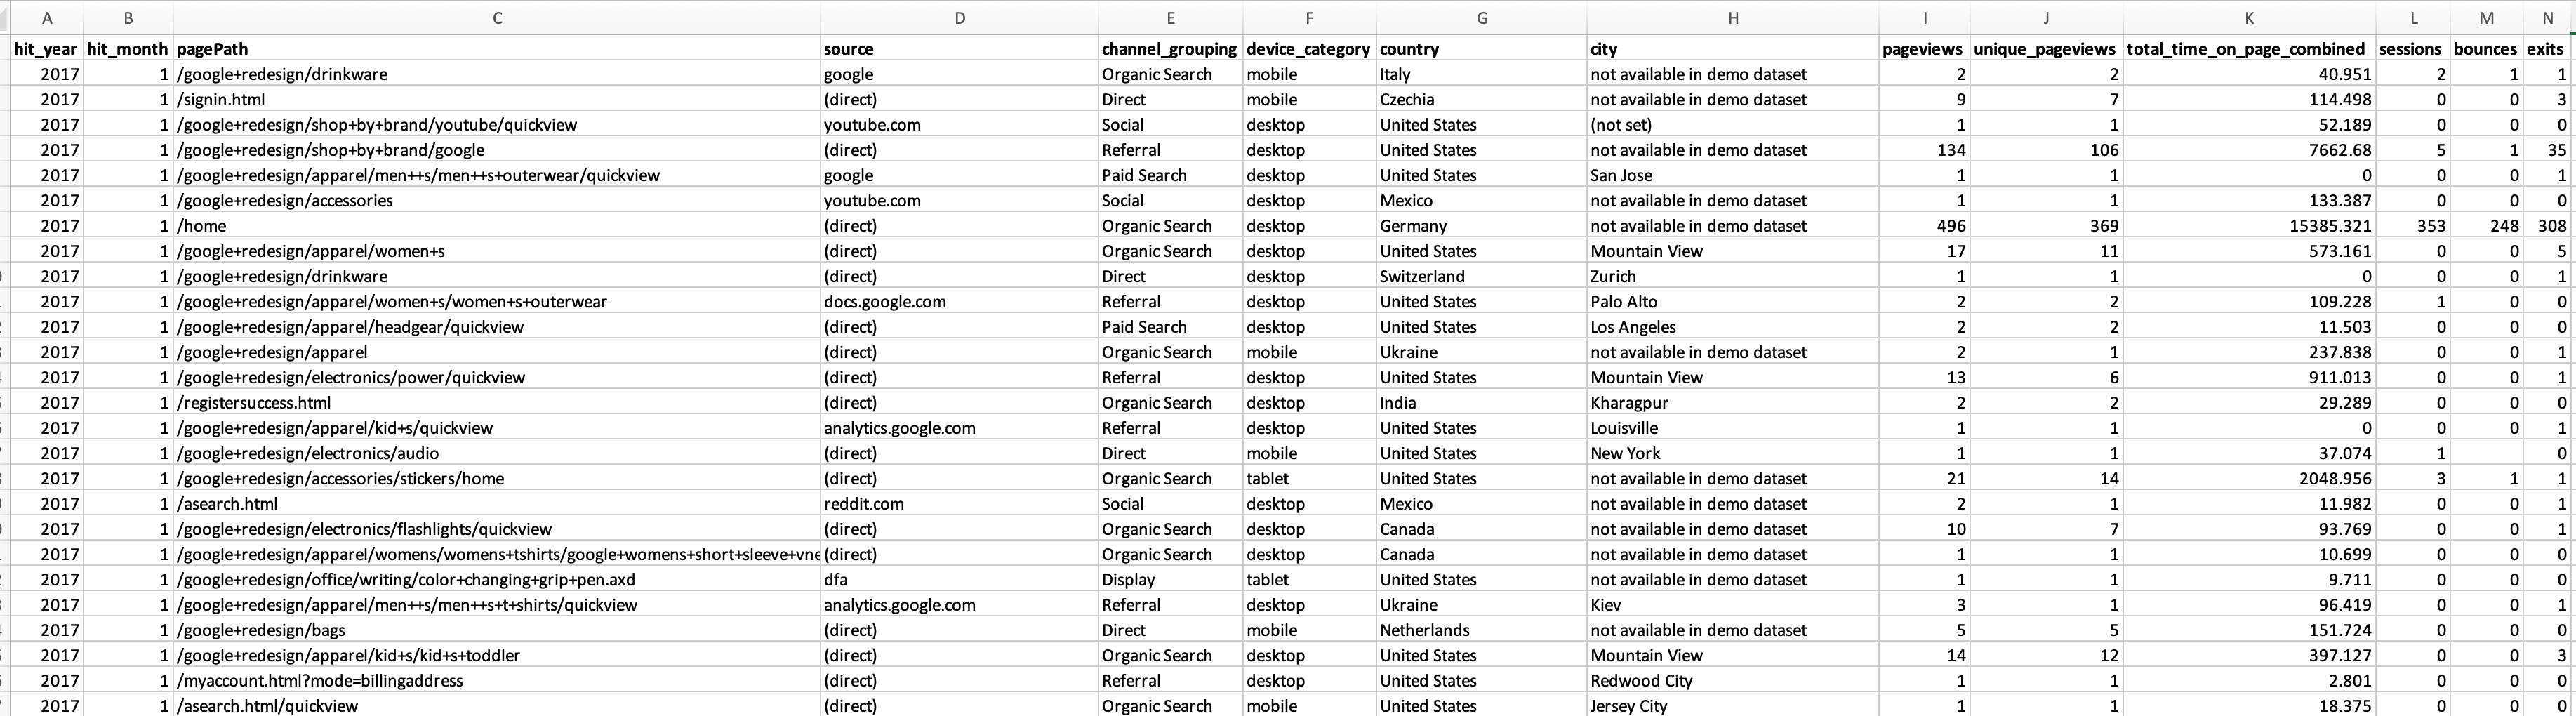 A B C D E F G H I J K L M N
hit_year hit_month pagePath source channel_grouping device_category country city pageviews unique_pageviews total_time_on_page_combined sessions bounces exits
2017 1 /google+redesign/drinkware google Organic Search mobile Italy not available in demo dataset 2 2 40.951 2 1 1
2017 1 /signin.html (direct) Direct mobile Czechia not available in demo dataset 9 7 114.498 0 0 3
2017 1 /google+redesign/shop+by+brand/youtube/quickview youtube.com Social desktop United States (not set) 1 1 52.189 0 0 0
2017 1 /google+redesign/shop+by+brand/google (direct) Referral desktop United States not available in demo dataset 134 106 7662.68 5 1 35
2017 1 /google+redesign/apparel/men++s/men++s+outerwear/quickview google Paid Search desktop United States San Jose 1 1 0 0 0 1
2017 1 /google+redesign/accessories youtube.com Social desktop Mexico not available in demo dataset 1 1 133.387 0 0 0
2017 1 /home (direct) Organic Search desktop Germany not available in demo dataset 496 369 15385.321 353 248 308
2017 1 /google+redesign/apparel/women+s (direct) Organic Search desktop United States Mountain View 17 11 573.161 0 0 5
2017 1 /google+redesign/drinkware (direct) Direct desktop Switzerland Zurich 1 1 0 0 0 1
2017 1 /google+redesign/apparel/women+s/women+s+outerwear docs.google.com Referral desktop United States Palo Alto 2 2 109.228 1 0 0
2017 1 /google+redesign/apparel/headgear/quickview (direct) Paid Search desktop United States Los Angeles 2 2 11.503 0 0 0
2017 1 /google+redesign/apparel (direct) Organic Search mobile Ukraine not available in demo dataset 2 1 237.838 0 0 1
2017 1 /google+redesign/electronics/power/quickview (direct) Referral desktop United States Mountain View 13 6 911.013 0 0 1
2017 1 /registersuccess.html (direct) Organic Search desktop India Kharagpur 2 2 29.289 0 0 0
2017 1 /google+redesign/apparel/kid+s/quickview analytics.google.com Referral desktop United States Louisville 1 1 0 0 0 1
2017 1 /google+redesign/electronics/audio (direct) Direct mobile United States New York 1 1 37.074 1 0
2017 1 /google+redesign/accessories/stickers/home (direct) Organic Search tablet United States not available in demo dataset 21 14 2048.956 3 1 1
2017 1 /asearch.html reddit.com Social desktop Mexico not available in demo dataset 2 1 11.982 0 0 1
2017 1 /google+redesign/electronics/flashlights/quickview (direct) Organic Search desktop Canada not available in demo dataset 10 7 93.769 0 0 1
2017 1 /google+redesign/apparel/womens/womens+tshirts/google+womens+short+sleeve+vne (direct) Organic Search desktop Canada not available in demo dataset 1 1 10.699 0 0 0
2017 1 /google+redesign/office/writing/color+changing+grip+pen.axd dfa Display tablet United States not available in demo dataset 1 1 9.711 0 0 0
2017 1 /google+redesign/apparel/men++s/men++s+t+shirts/quickview analytics.google.com Referral desktop Ukraine Kiev 3 1 96.419 0 0 1
2017 1 /google+redesign/bags (direct) Direct mobile Netherlands not available in demo dataset 5 5 151.724 0 0 0
2017 1 /google+redesign/apparel/kid+s/kid+s+toddler (direct) Organic Search desktop United States Mountain View 14 12 397.127 0 0 3
2017 1 /myaccount.html?mode=billingaddress (direct) Referral desktop United States Redwood City 1 1 2.801 0 0 0
2017 1 /asearch.html/quickview (direct) Organic Search mobile United States Jersey City 1 1 18.375 0 0 0